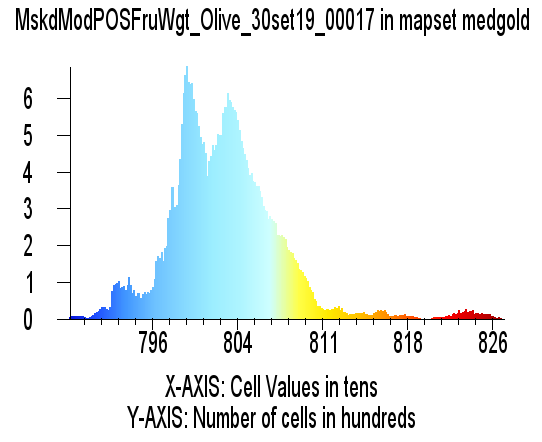 MskdModPOSFruWgt_Olive_30set19_00017 in mapset medgold
6
5
4
3
2
1
0
796 804 811 818 826
X-AXIS: Cell Values in tens
Y-AXIS: Number of cells in hundreds